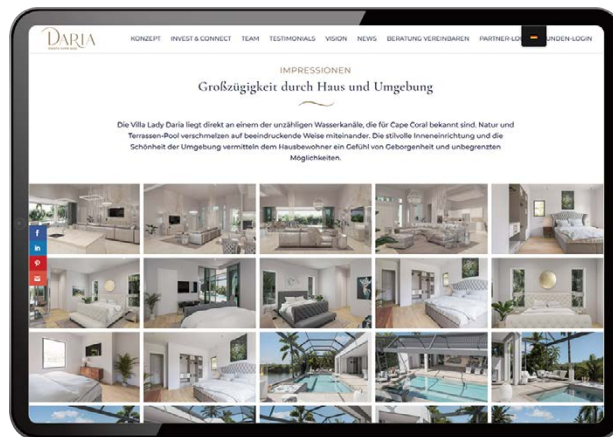 DARIA
KONZEPT INVEST & CONNECT TEAM TESTIMONIALS VISION NEWS BERATUNG VEREINBAREN PARTNER-LO UNDEN-LOGIN
IMPRESSIONEN
Großzügigkeit durch Haus und Umgebung
Die Villa Lady Daria liegt direkt an einem der unzähligen Wasserkanäle, die für Cape Coral bekannt sind. Natur und
Terrassen-Pool verschmelzen auf beeindruckende Weise miteinander. Die stilvolle Inneneinrichtung und die
Schönheit der Umgebung vermitteln dem Hausbewohner ein Gefühl von Geborgenheit und unbegrenzten
Möglichkeiten.
f
in